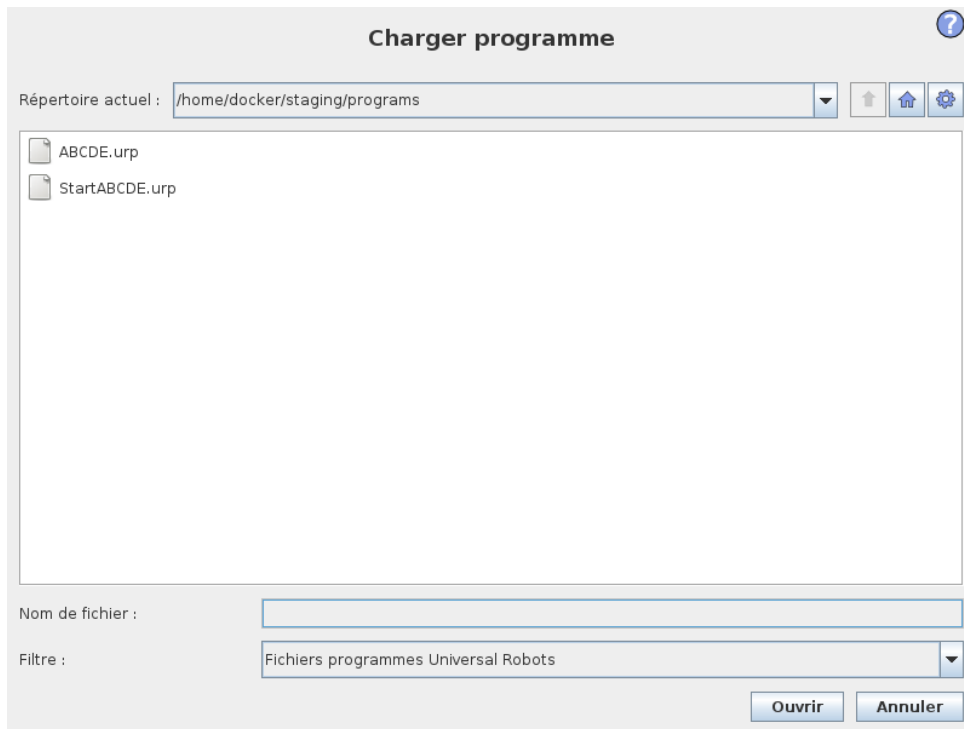 Charger programme
?
Répertoire actuel : /home/docker/staging/programs
ABCDE.urp
StartABCDE.urp
Nom de fichier :
Filtre : Fichiers programmes Universal Robots
Ouvrir Annuler